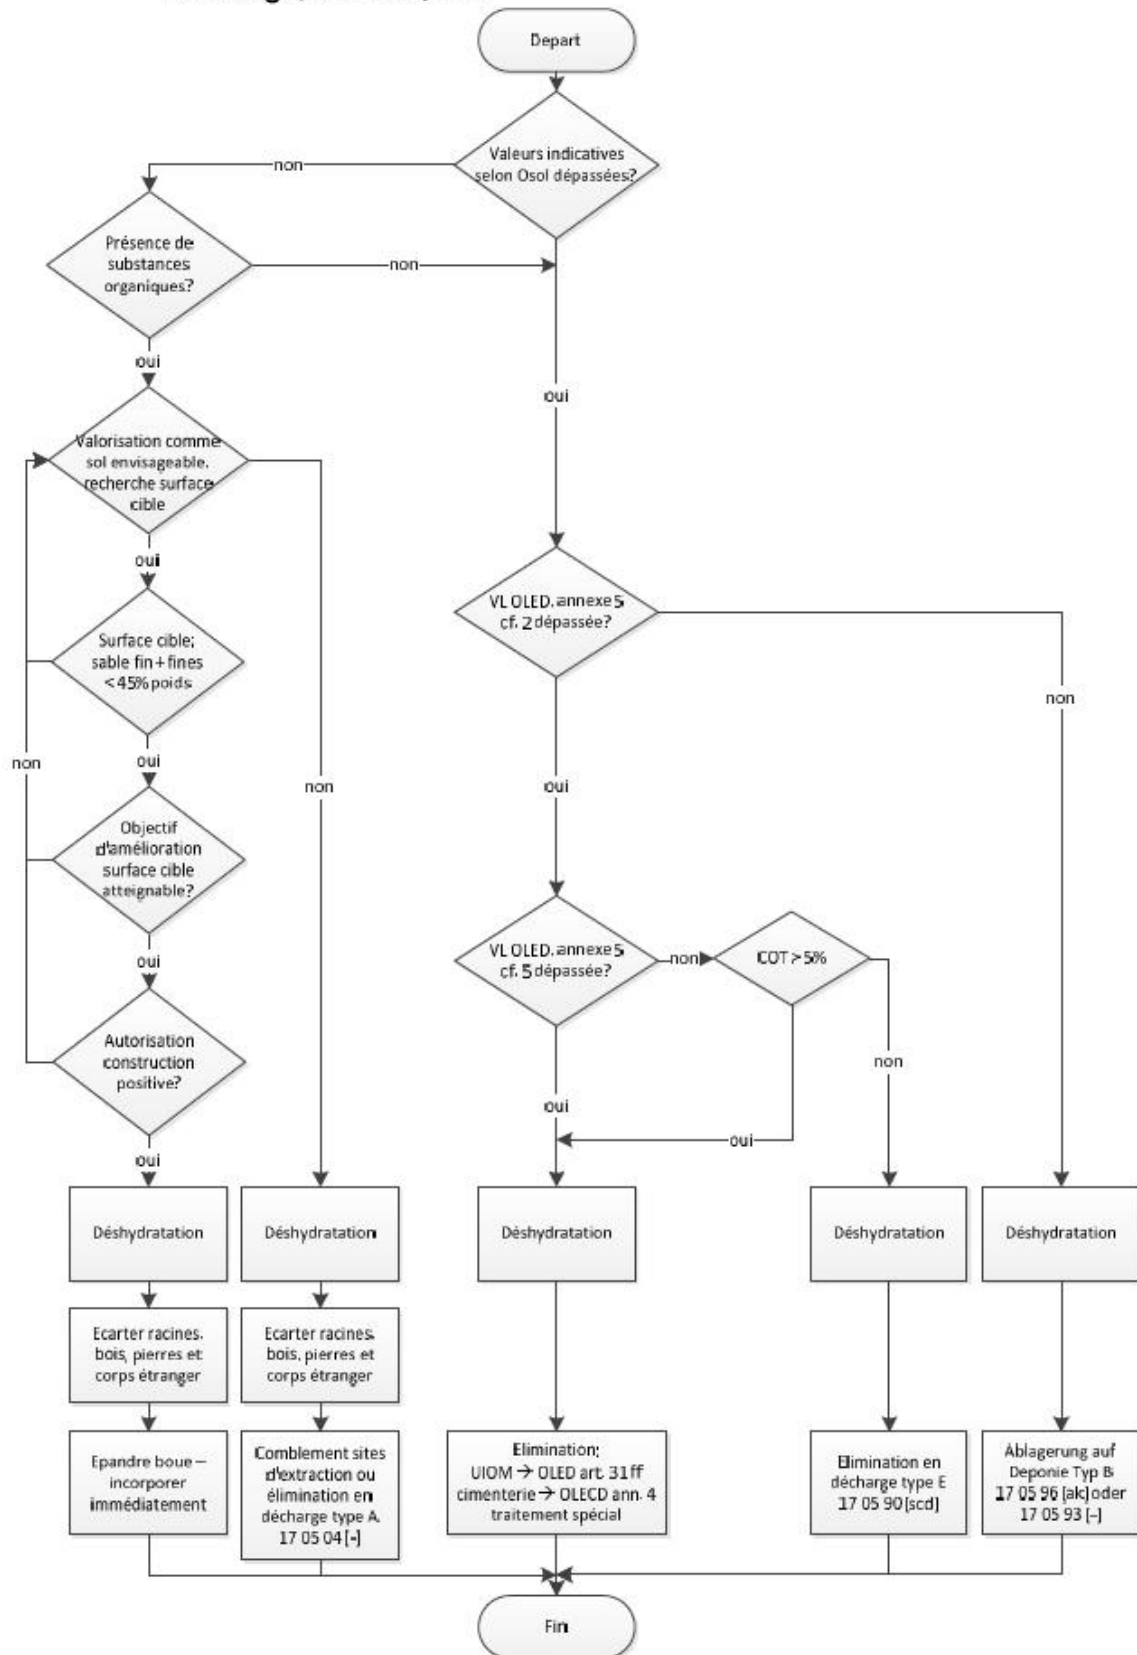 Depart
Valeurs indicatives
selon Osol dépassées?
non
Présence de
substances
organiques?
non
oui
oui
Valorisation comme
sol envisageable.
recherche surface
cible
oui
Surface cible;
sable fin + fines
< 45% poids
VL OLED. annexe 5
cf. 2 dépassée?
non
non
oui
non
oui
Objectif
d'amélioration
surface cible
atteignable?
oui
VL OLED. annexe 5
cf. 5 dépassée?
non
COT > 5%
Autorisation
construction
positive?
non
oui
oui
oui
Déshydratation
Déshydratation
Déshydratation
Déshydratation
Déshydratation
Ecarter racines.
bois, pierres et
corps étranger
Ecarter racines.
bois, pierres et
corps étranger
Epandre boue –
incorporer
immédiatement
Comblement sites
d'extraction ou
élimination en
décharge type A.
17 05 04 [-]
Elimination;
UIOM → OLED art. 31 ff
cimenterie → OLECD ann. 4
traitement spécial
Elimination en
décharge type E
17 05 90 [scd]
Ablagerung auf
Deponie Typ B
17 05 96 [ak] oder
17 05 93 [-]
Fin